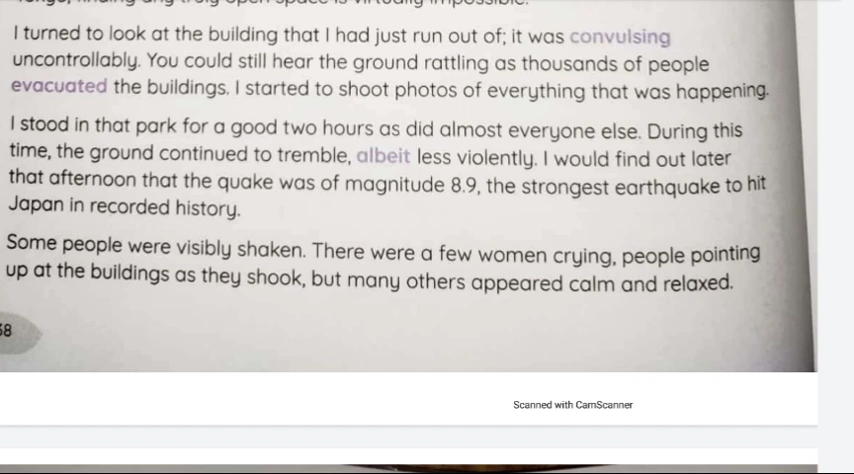 I turned to look at the building that I had just run out of; it was convulsing
uncontrollably. You could still hear the ground rattling as thousands of people
evacuated the buildings. I started to shoot photos of everything that was happening.
I stood in that park for a good two hours as did almost everyone else. During this
time, the ground continued to tremble, albeit less violently. I would find out later
that afternoon that the quake was of magnitude 8.9, the strongest earthquake to hit
Japan in recorded history.
Some people were visibly shaken. There were a few women crying, people pointing
up at the buildings as they shook, but many others appeared calm and relaxed.
Scanned with CamScanner